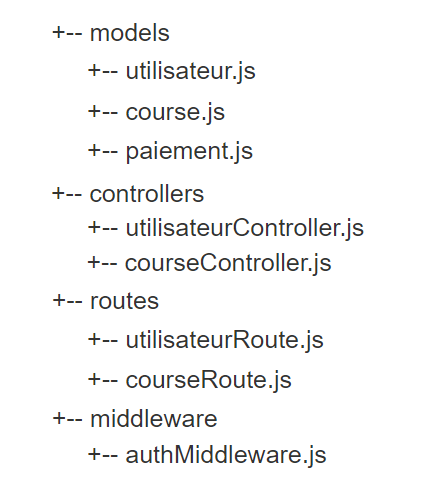 +-- models
+-- utilisateur.js
+-- course.js
+-- paiement.js
+-- controllers
+-- utilisateurController.js
+-- courseController.js
+-- routes
+-- utilisateurRoute.js
+-- courseRoute.js
+-- middleware
+-- authMiddleware.js